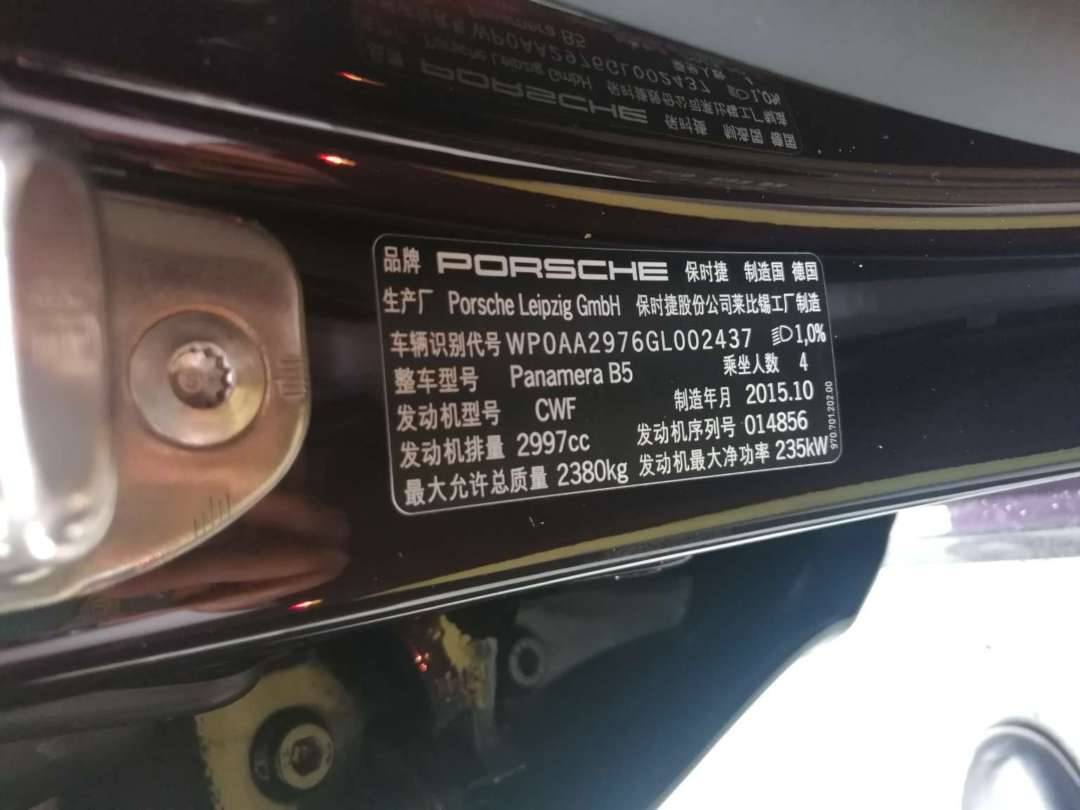 品牌 PORSCHE 保时捷 制造国 德国
生产厂 Porsche Leipzig GmbH 保时捷股份公司莱比锡工厂制造
车辆识别代号 WP0AA2976GL002437 1,0%
整车型号 Panamera B5 乘坐人数 4
发动机型号 CWF 制造年月 2015.10
发动机排量 2997cc 发动机序列号 014856
最大允许总质量 2380kg 发动机最大净功率 235kW
970.701.202.00